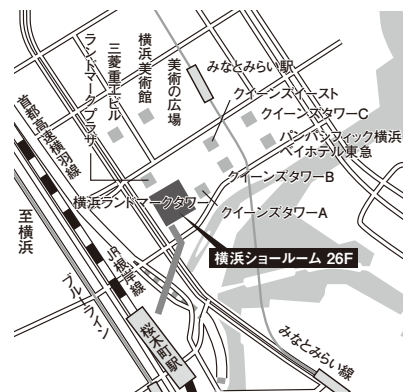 みなとみらい駅
美術の広場
横浜美術館
三菱重工ビル
ランドマークプラザ
首都高速横羽線
クイーンズイースト
クイーンズタワーC
パンパシフィック横浜
ベイホテル東急
クイーンズタワーB
横浜ランドマークタワー
クイーンズタワーA
至横浜
横浜ショールーム 26F
JR根岸線
ブルーライン
桜木町駅
みなとみらい線